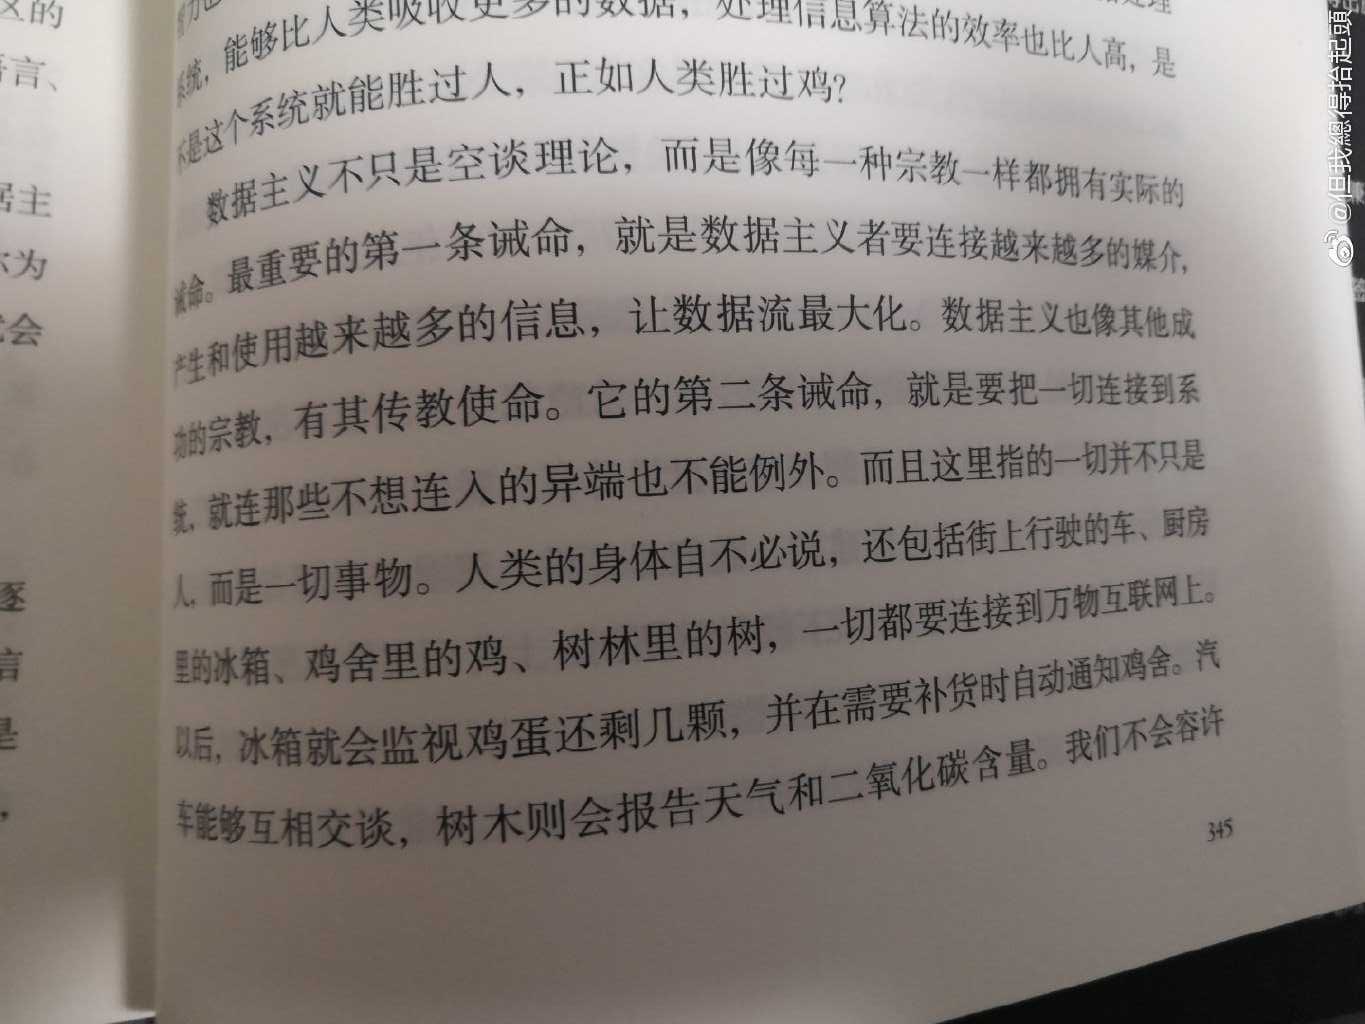 区的
语言、
据主
称为
就会
逐
言
是
，
系统，能够比人类吸收更多的数据，处理信息算法的效率也比人高，是
不是这个系统就能胜过人，正如人类胜过鸡？
数据主义不只是空谈理论，而是像每一种宗教一样都拥有实际的
诫命。最重要的第一条诫命，就是数据主义者要连接越来越多的媒介，
产生和使用越来越多的信息，让数据流最大化。数据主义也像其他成
功的宗教，有其传教使命。它的第二条诫命，就是要把一切连接到系
统，就连那些不想连入的异端也不能例外。而且这里指的一切并不只是
人，而是一切事物。人类的身体自不必说，还包括街上行驶的车、厨房
里的冰箱、鸡舍里的鸡、树林里的树，一切都要连接到万物互联网上。
以后，冰箱就会监视鸡蛋还剩几颗，并在需要补货时自动通知鸡舍。汽
车能够互相交谈，树木则会报告天气和二氧化碳含量。我们不会容许
345
@但我總得抬起頭